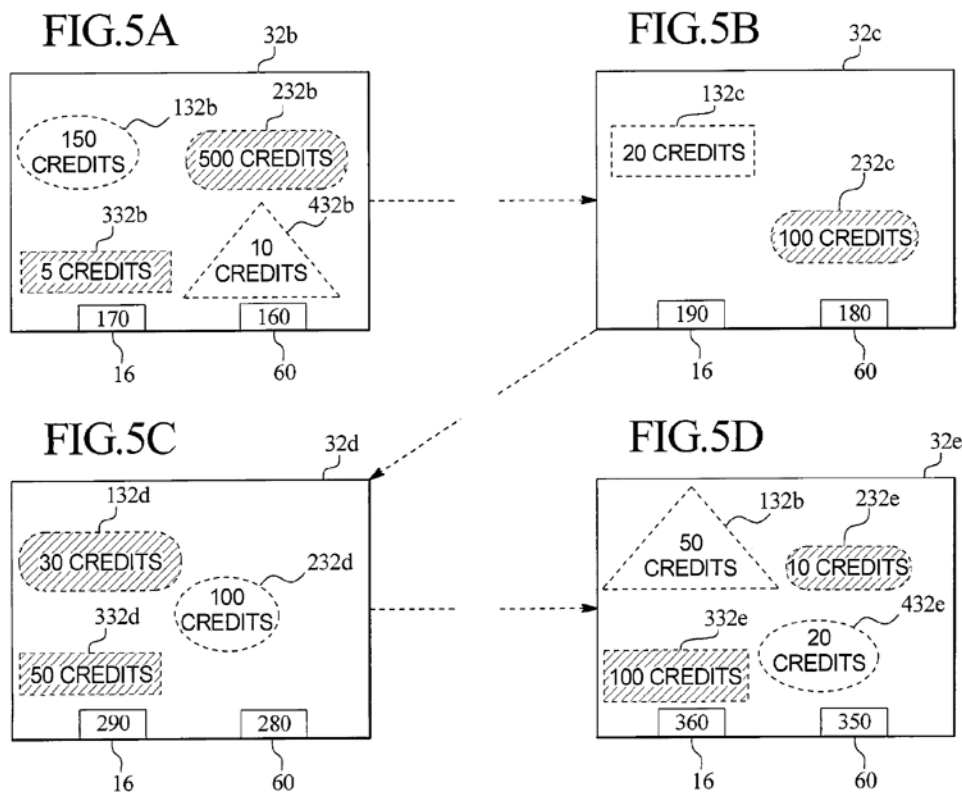 FIG.5A
32b
132b
232b
150
CREDITS
500 CREDITS
332b
432b
5 CREDITS
10
CREDITS
170
160
16
60
FIG.5B
32c
132c
20 CREDITS
232c
100 CREDITS
190
180
16
60
FIG.5C
32d
132d
30 CREDITS
232d
100
CREDITS
332d
50 CREDITS
290
280
16
60
FIG.5D
32e
132b
232e
50
CREDITS
10 CREDITS
332e
432e
100 CREDITS
20
CREDITS
360
350
16
60